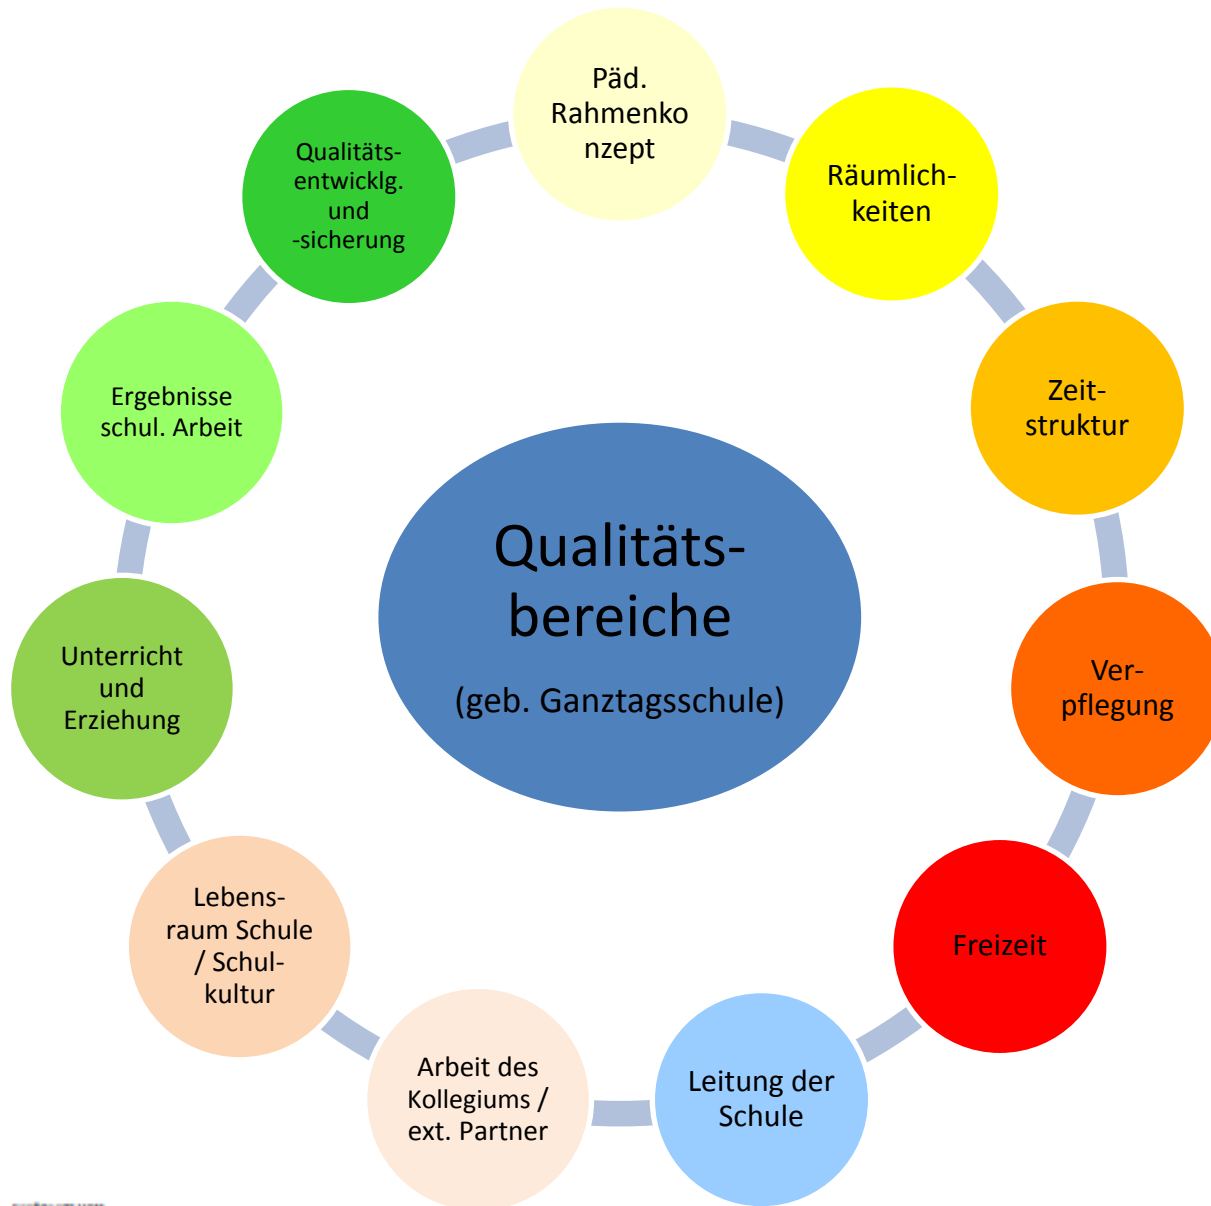 Päd.
Rahmenko
nzept
Räumlich-
keiten
Zeit-
struktur
Ver-
pflegung
Freizeit
Leitung der
Schule
Arbeit des
Kollegiums /
ext. Partner
Lebens-
raum Schule
/ Schul-
kultur
Unterricht
und
Erziehung
Ergebnisse
schul. Arbeit
Qualitäts-
entwicklg.
und
-sicherung
Qualitäts-
bereiche
(geb. Ganztagsschule)